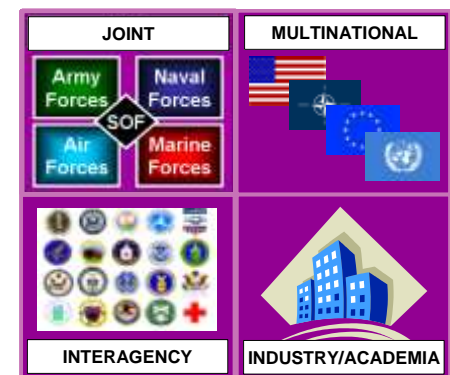 JOINT
Army
Forces
Naval
Forces
SOF
Air
Forces
Marine
Forces
MULTINATIONAL
INTERAGENCY
INDUSTRY/ACADEMIA